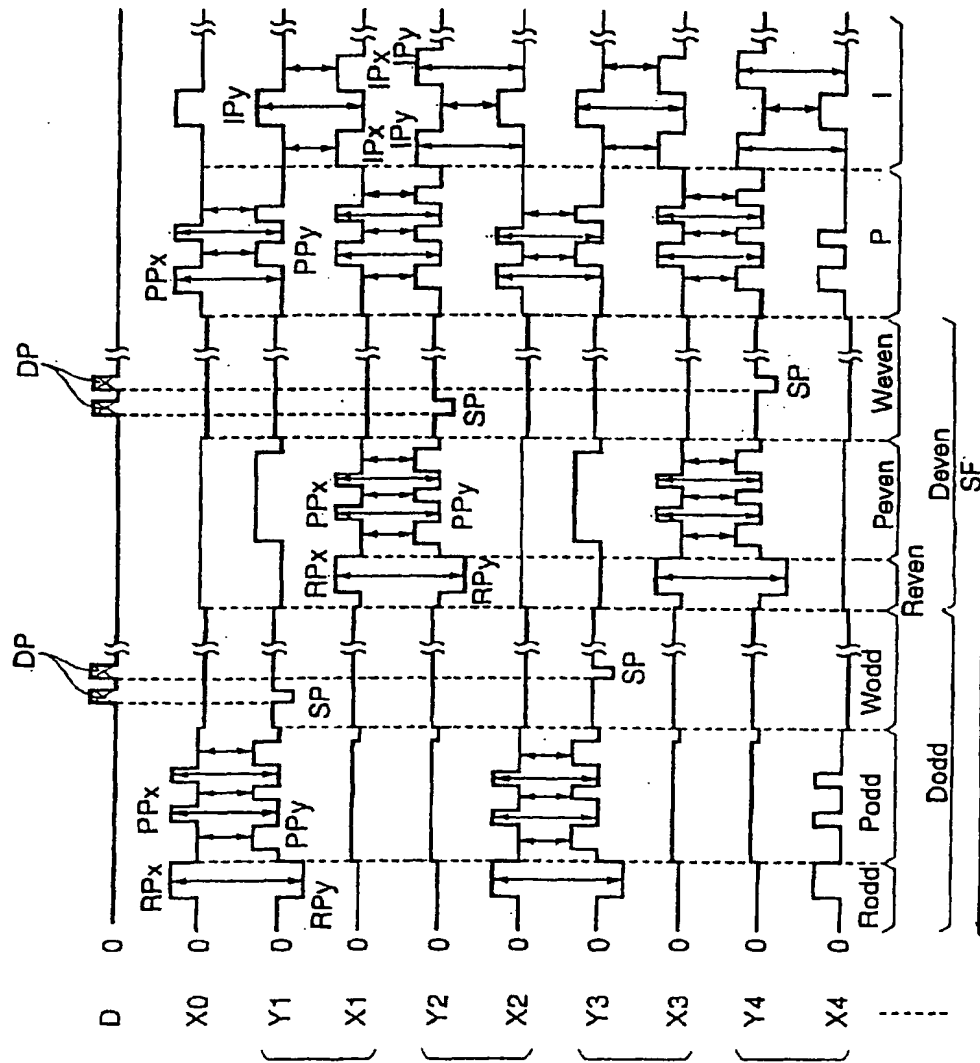 DP DP
D 0
X0 0 RPx PPx PPx
Y1 0 RPy PPy SP IPy
X1 0 RPx PPx PPy IPx IPx
Y2 0 RPy PPy SP IPy IPy
X2 0
Y3 0 SP
X3 0
Y4 0 SP
X4 0
Rodd Podd Wodd Reven Peven Weven P I
Dodd Deven
SF